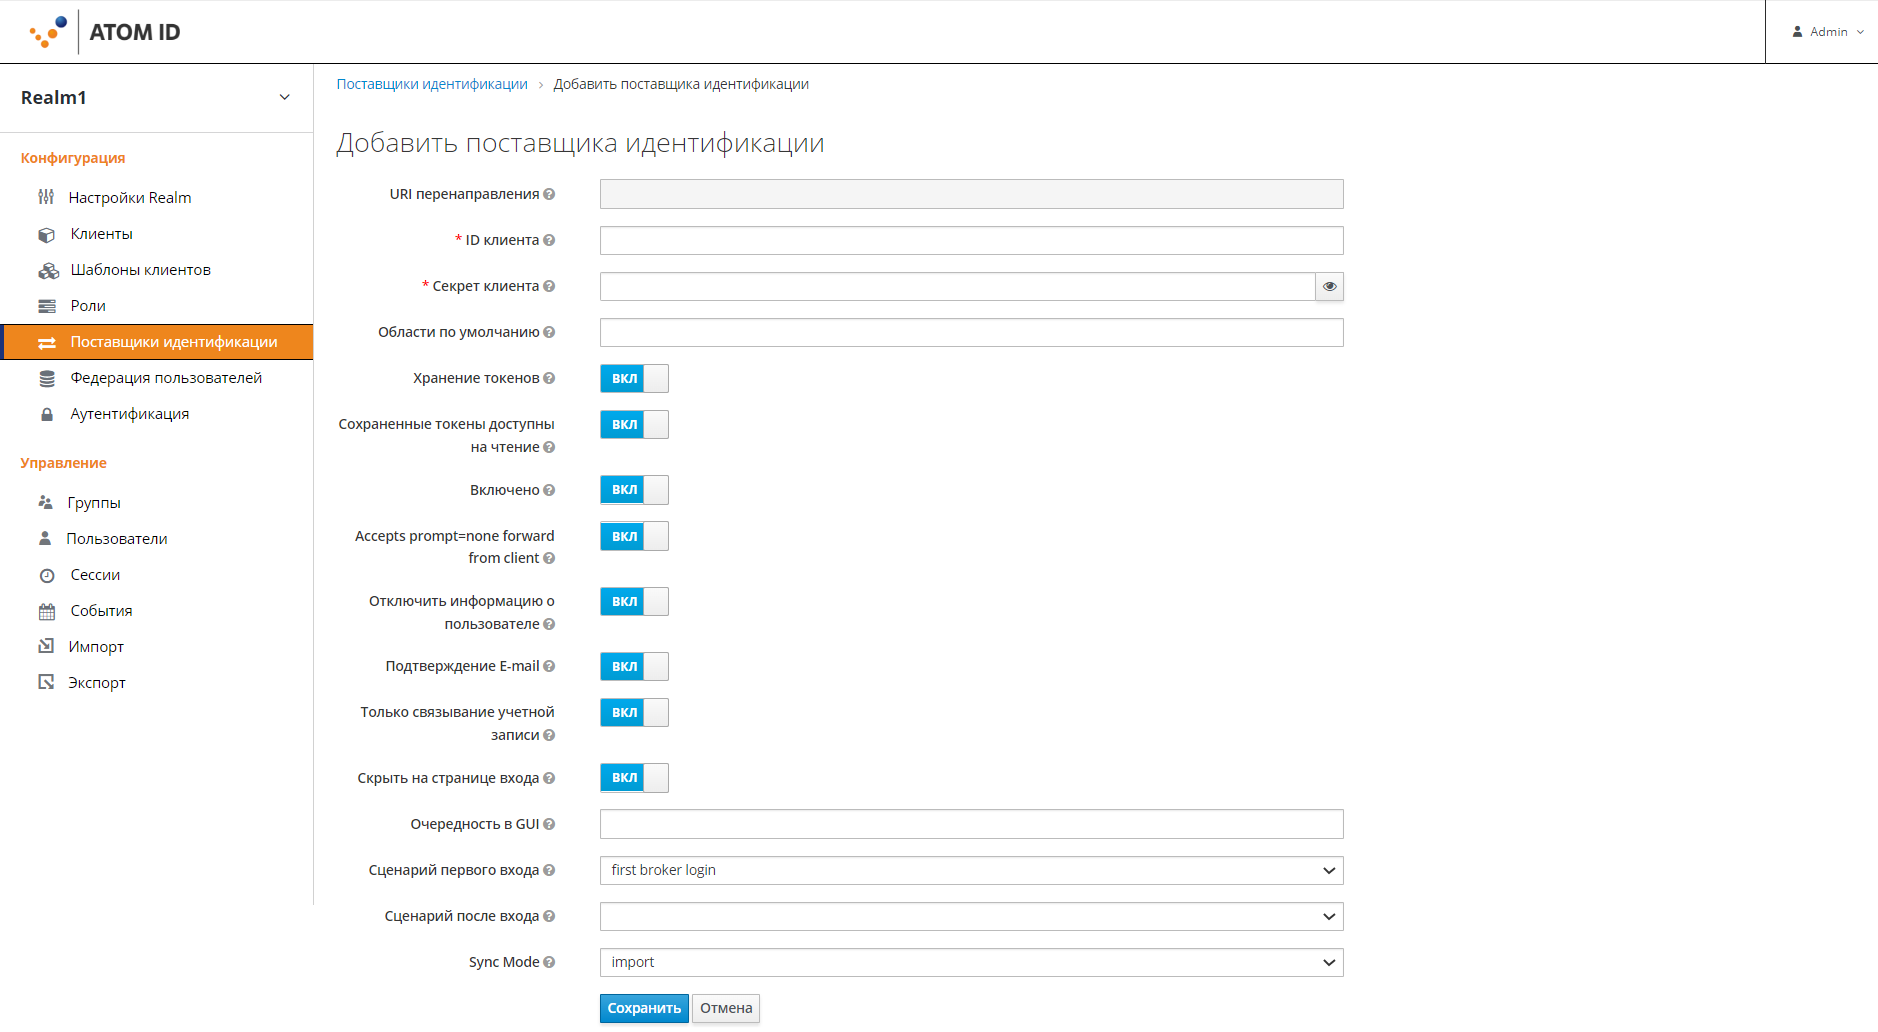 ATOM ID
Admin
Realm1
Конфигурация
Настройки Realm
Клиенты
Шаблоны клиентов
Роли
Поставщики идентификации
Федерация пользователей
Аутентификация
Управление
Группы
Пользователи
Сессии
События
Импорт
Экспорт
Поставщики идентификации › Добавить поставщика идентификации
Добавить поставщика идентификации
URI перенаправления
* ID клиента
* Секрет клиента
Области по умолчанию
Хранение токенов ВКЛ
Сохраненные токены доступны ВКЛ
на чтение
Включено ВКЛ
Accepts prompt=none forward ВКЛ
from client
Отключить информацию о ВКЛ
пользователе
Подтверждение E-mail ВКЛ
Только связывание учетной ВКЛ
записи
Скрыть на странице входа ВКЛ
Очередность в GUI
Сценарий первого входа first broker login
Сценарий после входа
Sync Mode import
Сохранить Отмена